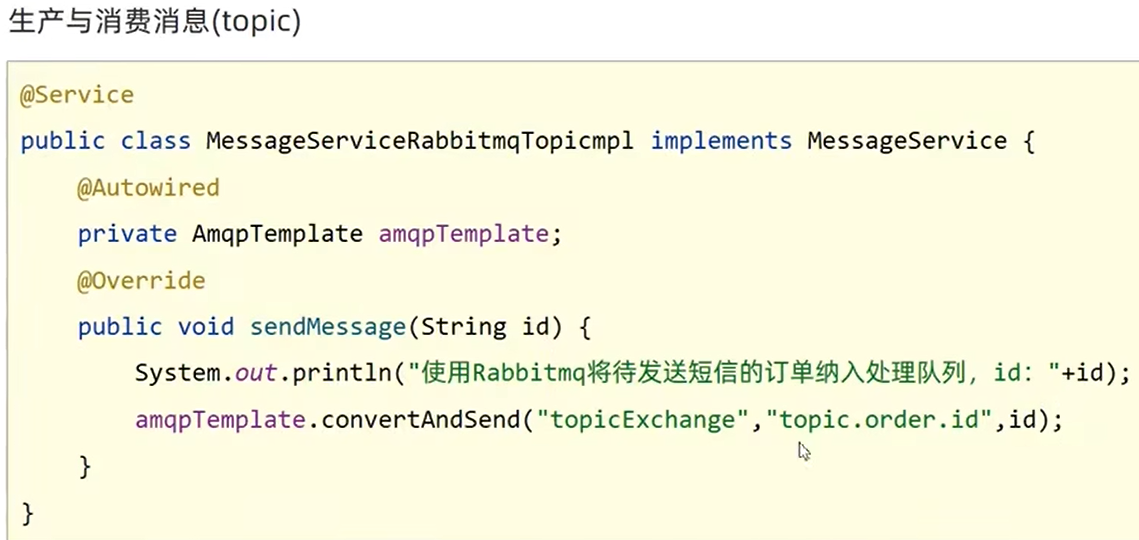 生产与消费消息(topic)
@Service
public class MessageServiceRabbitmqTopicmpl implements MessageService {
    @Autowired
    private AmqpTemplate amqpTemplate;
    @Override
    public void sendMessage(String id) {
        System.out.println("使用Rabbitmq将待发送短信的订单纳入处理队列，id："+id);
        amqpTemplate.convertAndSend("topicExchange","topic.order.id",id);
    }
}